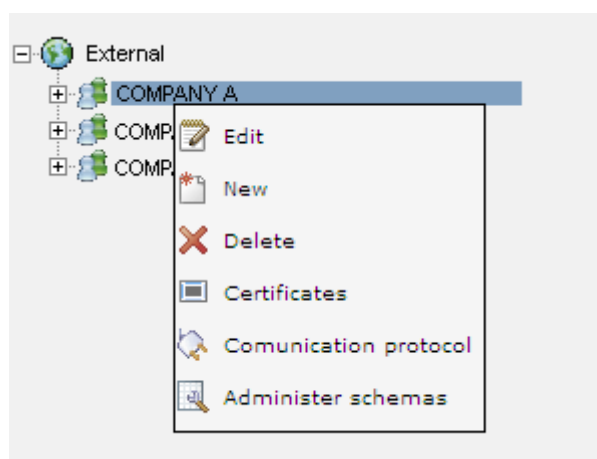 External
COMPANY A
COMP
Edit
COMP
New
Delete
Certificates
Comunication protocol
Administer schemas